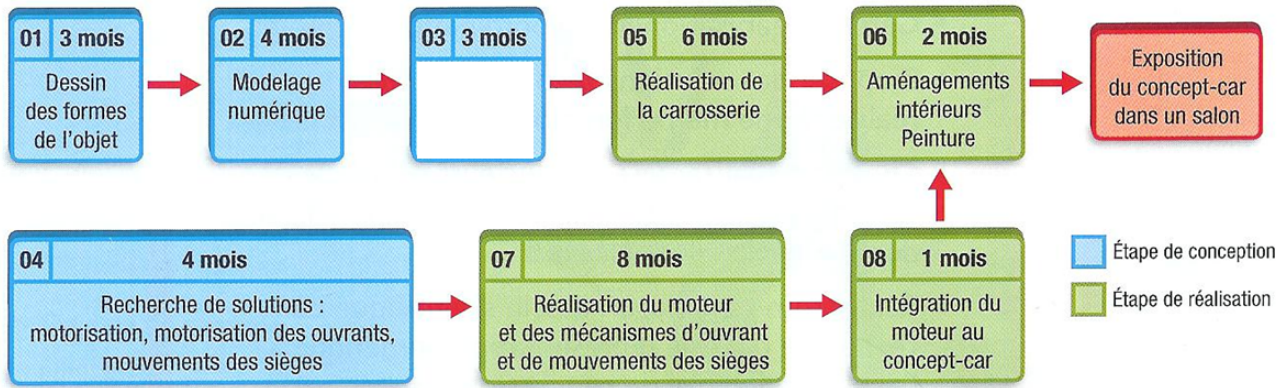 01 3 mois
Dessin
des formes
de l'objet
02 4 mois
Modelage
numérique
03 3 mois
05 6 mois
Réalisation de
la carrosserie
06 2 mois
Aménagements
intérieurs
Peinture
Exposition
du concept-car
dans un salon
04 4 mois
Recherche de solutions :
motorisation, motorisation des ouvrants,
mouvements des sièges
07 8 mois
Réalisation du moteur
et des mécanismes d'ouvrant
et de mouvements des sièges
08 1 mois
Intégration du
moteur au
concept-car
Étape de conception
Étape de réalisation